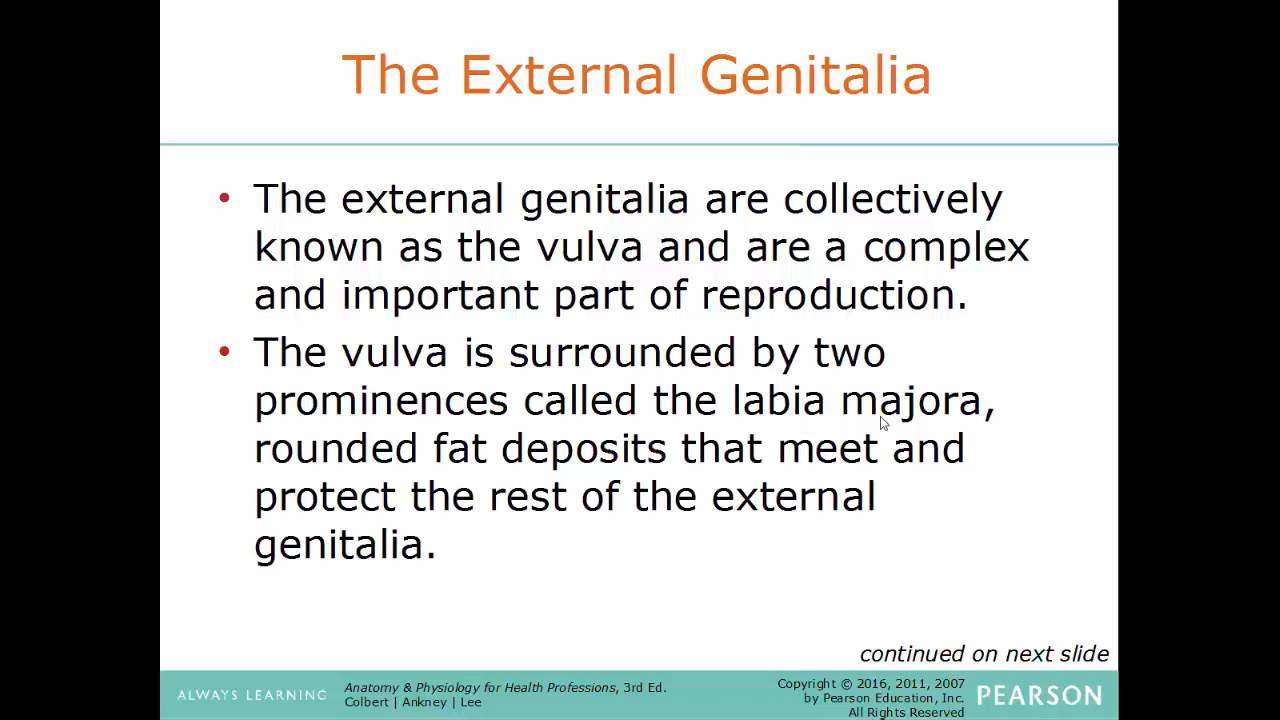 The External Genitalia
• The external genitalia are collectively
known as the vulva and are a complex
and important part of reproduction.
• The vulva is surrounded by two
prominences called the labia majora,
rounded fat deposits that meet and
protect the rest of the external
genitalia.
continued on next slide
ALWAYS LEARNING
Anatomy & Physiology for Health Professions, 3rd Ed.
Colbert | Ankney | Lee
Copyright © 2016, 2011, 2007
by Pearson Education, Inc.
All Rights Reserved
PEARSON